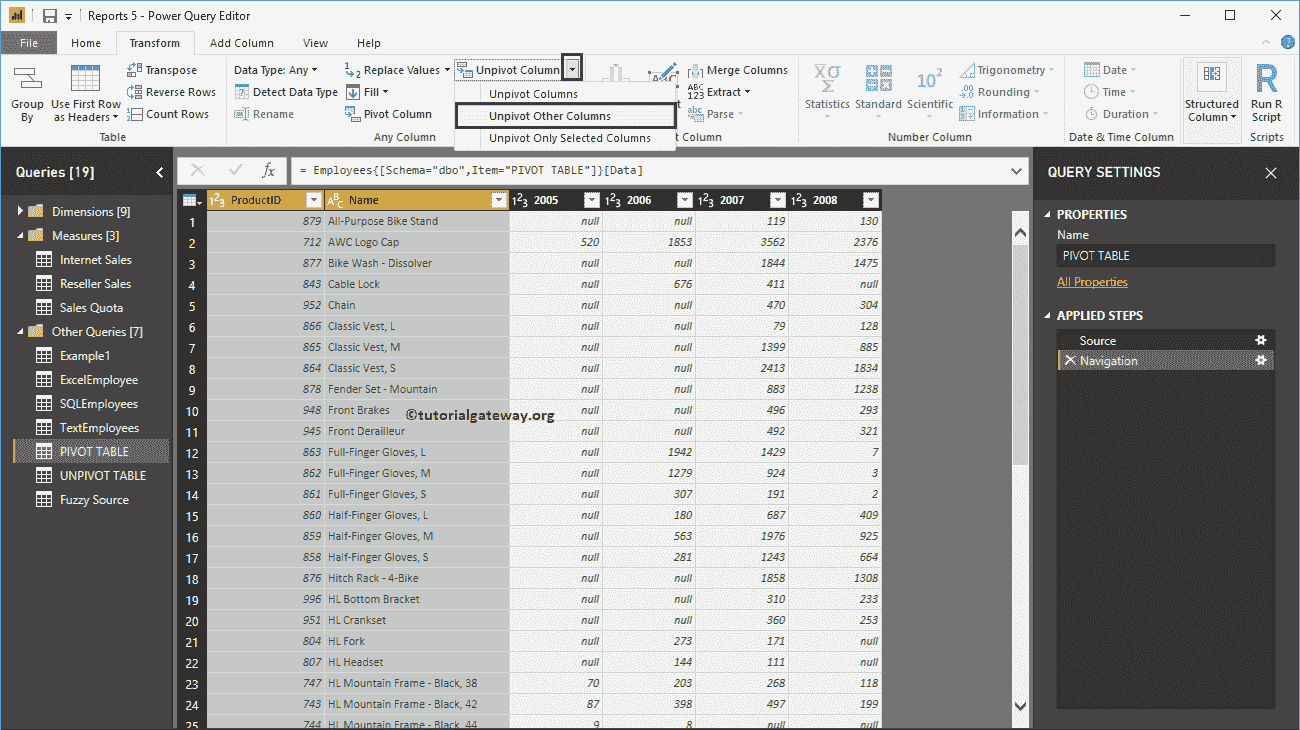 Reports 5 - Power Query Editor
File Home Transform Add Column View Help
Group By
Use First Row as Headers
Transpose
Reverse Rows
Count Rows
Table
Data Type: Any
Detect Data Type
Rename
Replace Values
Fill
Pivot Column
Any Column
Unpivot Column
Unpivot Columns
Unpivot Other Columns
Unpivot Only Selected Columns
Merge Columns
Extract
Parse
Column
Statistics Standard Scientific
Trigonometry
Rounding
Information
Number Column
Date
Time
Duration
Date & Time Column
Structured Column
Run R Script
Scripts
Queries [19]
Dimensions [9]
Measures [3]
Internet Sales
Reseller Sales
Sales Quota
Other Queries [7]
Example1
ExcelEmployee
SQLEmployees
TextEmployees
PIVOT TABLE
UNPIVOT TABLE
Fuzzy Source
fx = Employees{[Schema="dbo",Item="PIVOT TABLE"]}[Data]
ProductID Name 2005 2006 2007 2008
1 879 All-Purpose Bike Stand null null 119 130
2 712 AWC Logo Cap 520 1853 3562 2376
3 877 Bike Wash - Dissolver null null 1844 1475
4 843 Cable Lock null 676 411 null
5 952 Chain null null 470 304
6 866 Classic Vest, L null null 79 128
7 865 Classic Vest, M null null 1399 885
8 864 Classic Vest, S null null 2413 1834
9 878 Fender Set - Mountain null null 883 1238
10 948 Front Brakes null null 496 293
©tutorialgateway.org
11 945 Front Derailleur null null 492 321
12 863 Full-Finger Gloves, L null 1942 1429 7
13 862 Full-Finger Gloves, M null 1279 924 3
14 861 Full-Finger Gloves, S null 307 191 2
15 860 Half-Finger Gloves, L null 180 687 409
16 859 Half-Finger Gloves, M null 563 1976 925
17 858 Half-Finger Gloves, S null 281 1243 664
18 876 Hitch Rack - 4-Bike null null 1858 1308
19 996 HL Bottom Bracket null null 310 233
20 951 HL Crankset null null 360 253
21 804 HL Fork null 273 171 null
22 807 HL Headset null 144 111 null
23 747 HL Mountain Frame - Black, 38 70 203 268 118
24 743 HL Mountain Frame - Black, 42 87 398 497 199
25 744 HL Mountain Frame - Black, 44 9 8 null null
QUERY SETTINGS
PROPERTIES
Name
PIVOT TABLE
All Properties
APPLIED STEPS
Source
Navigation